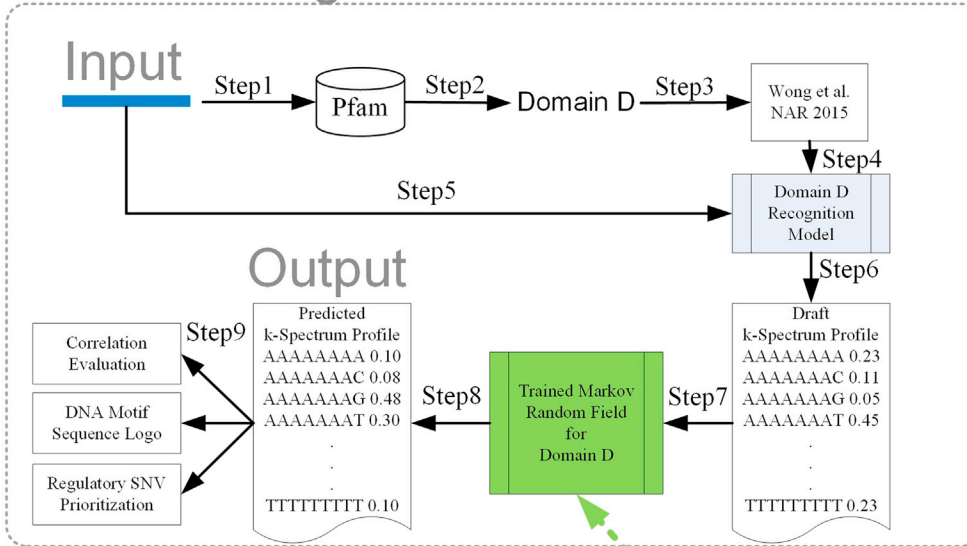 Input
Step1
Pfam
Step2
Domain D
Step3
Wong et al.
NAR 2015
Step4
Step5
Domain D
Recognition
Model
Step6
Output
Draft
k-Spectrum Profile
AAAAAAAA 0.23
AAAAAAAC 0.11
AAAAAAAG 0.05
AAAAAAAT 0.45
.
.
.
TTTTTTTTT 0.23
Step7
Trained Markov
Random Field
for
Domain D
Step8
Predicted
k-Spectrum Profile
AAAAAAAA 0.10
AAAAAAAC 0.08
AAAAAAAG 0.48
AAAAAAAT 0.30
.
.
.
TTTTTTTTT 0.10
Step9
Correlation
Evaluation
DNA Motif
Sequence Logo
Regulatory SNV
Prioritization